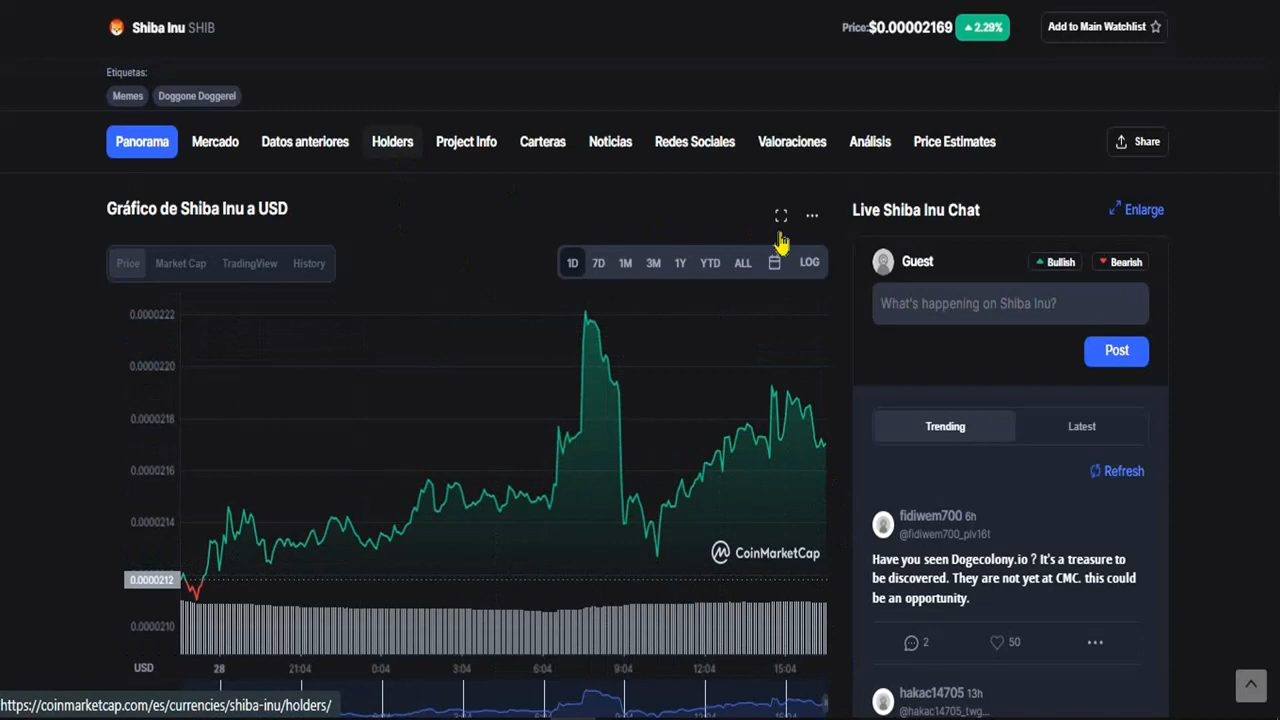 Shiba Inu SHIB
Price:$0.00002169 2.29%
Add to Main Watchlist
Etiquetas:
Memes Doggone Doggerel
Panorama Mercado Datos anteriores Holders Project Info Carteras Noticias Redes Sociales Valoraciones Análisis Price Estimates
Share
Gráfico de Shiba Inu a USD
Price Market Cap TradingView History
1D 7D 1M 3M 1Y YTD ALL LOG
0.0000222
0.0000220
0.0000218
0.0000216
0.0000214
0.0000212
0.0000210
CoinMarketCap
USD 28 21:04 0:04 3:04 6:04 9:04 12:04 15:04
Live Shiba Inu Chat
Enlarge
Guest
Bullish Bearish
What's happening on Shiba Inu?
Post
Trending Latest
Refresh
fidiwem700 6h
@fidiwem700_plv16t
Have you seen Dogecolony.io ? It's a treasure to
be discovered. They are not yet at CMC. this could
be an opportunity.
2 50
hakac14705 13h
@hakac14705_twg...
https://coinmarketcap.com/es/currencies/shiba-inu/holders/